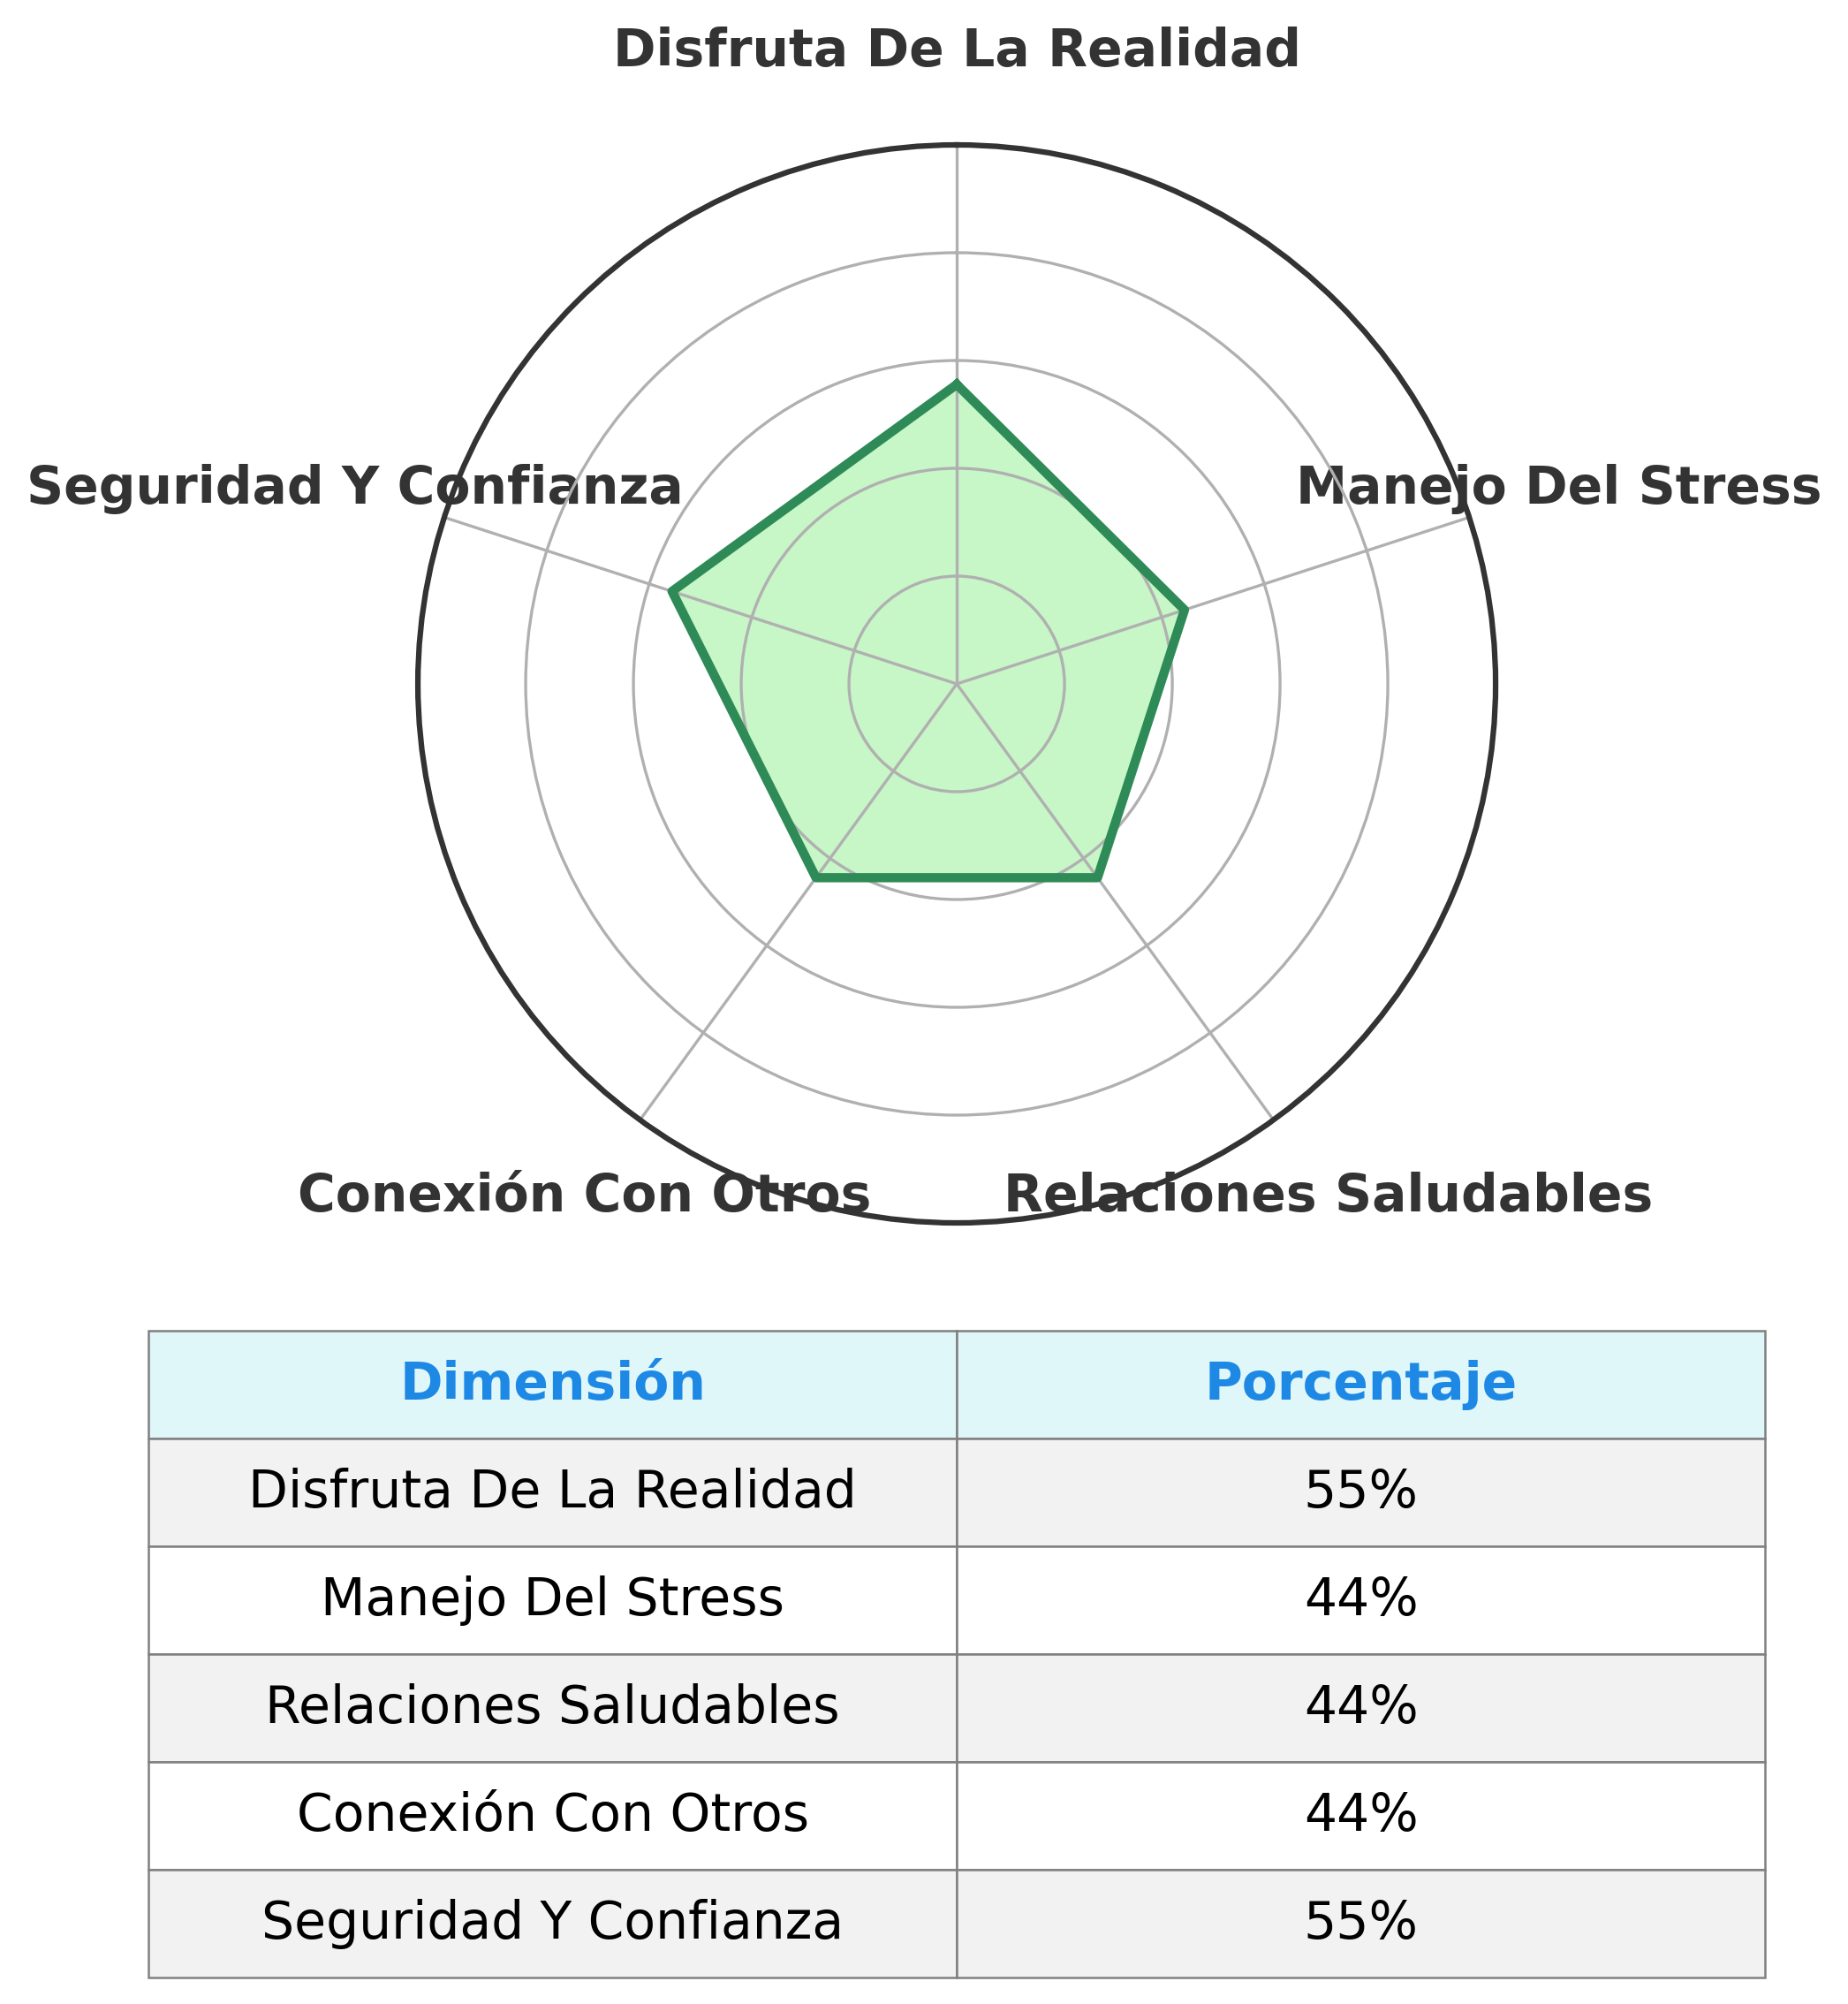 Disfruta De La Realidad
Seguridad Y Confianza
Manejo Del Stress
Conexión Con Otros
Relaciones Saludables
Dimensión Porcentaje
Disfruta De La Realidad 55%
Manejo Del Stress 44%
Relaciones Saludables 44%
Conexión Con Otros 44%
Seguridad Y Confianza 55%